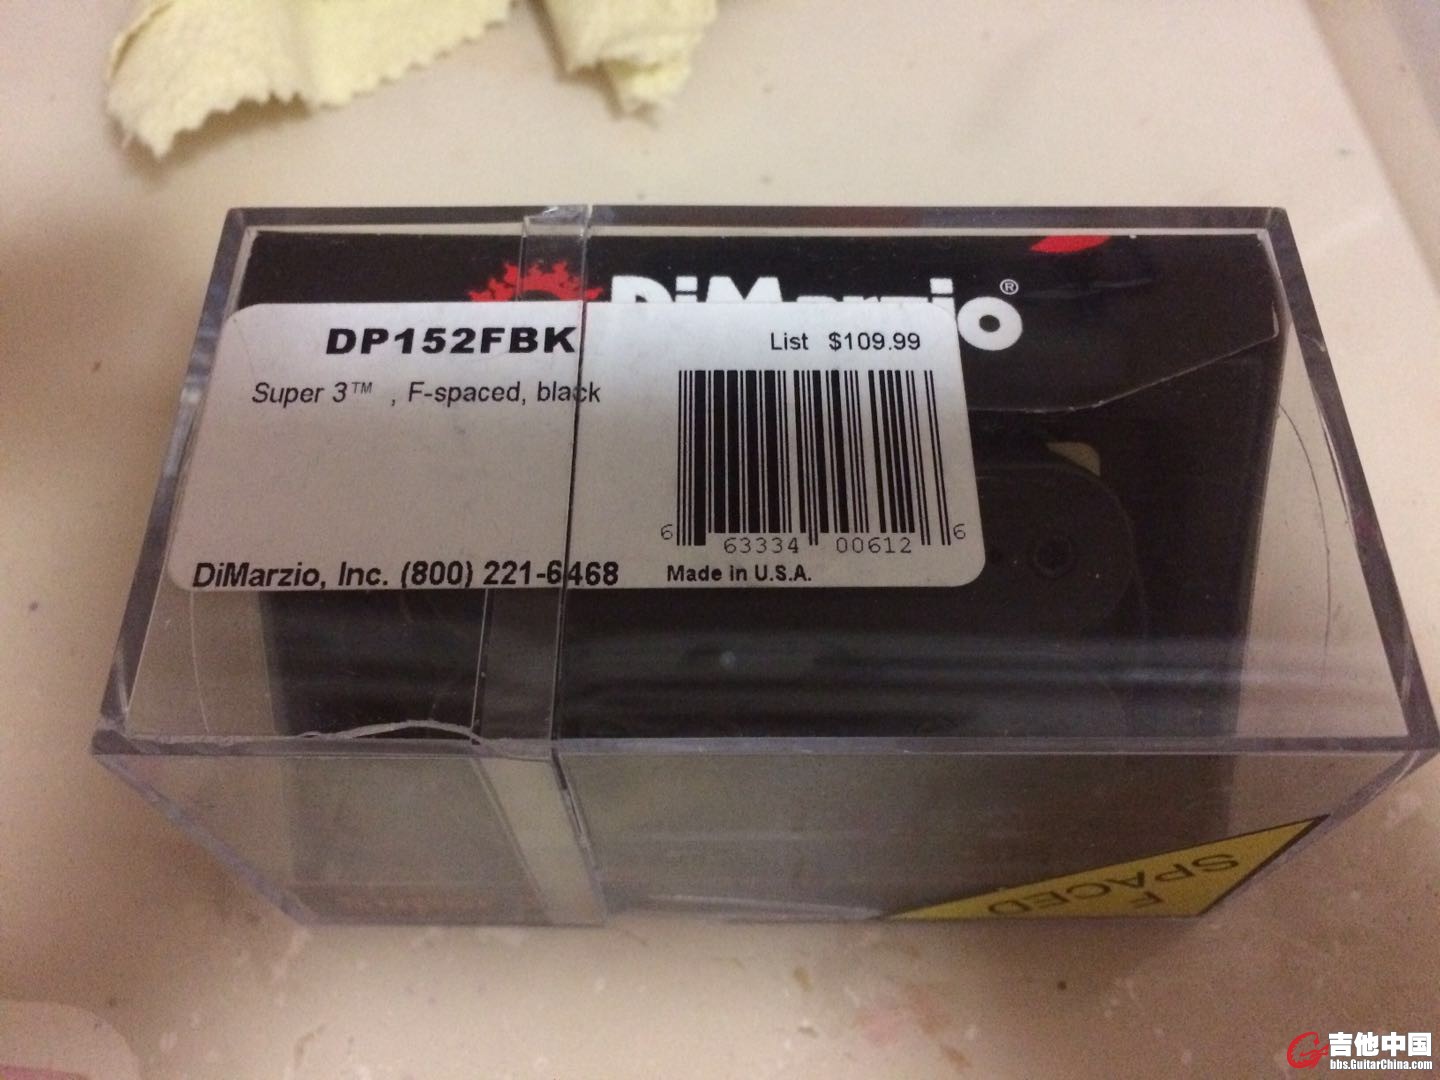 DiMarzio®
DP152FBK
List $109.99
Super 3™ , F-spaced, black
6 63334 00612 6
DiMarzio, Inc. (800) 221-6468
Made in U.S.A.
F
SPACED
吉他中国
bbs.GuitarChina.com